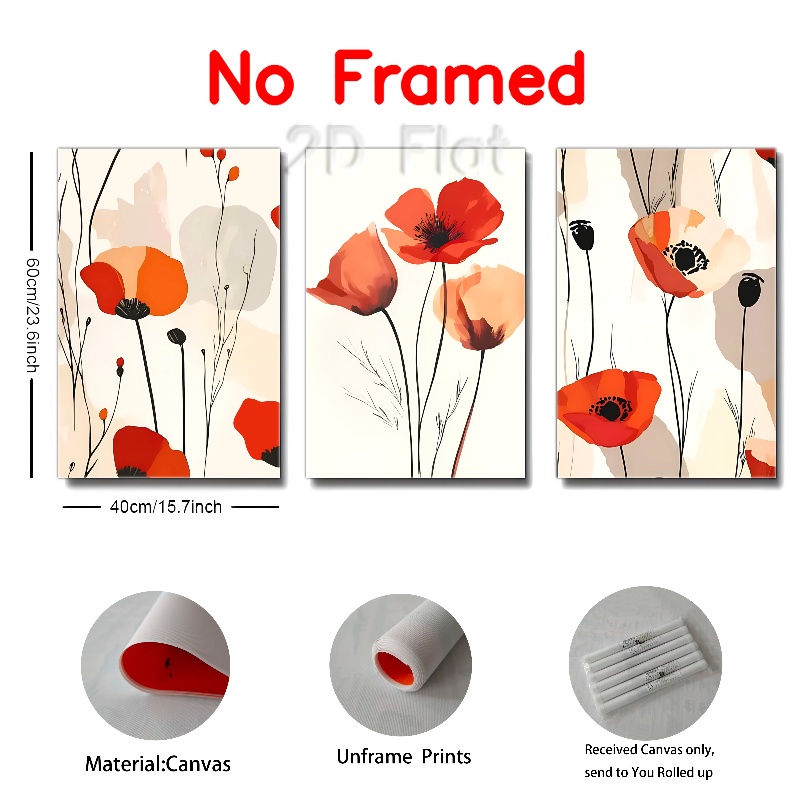 No Framed
2D Flat
60cm/23.6inch
40cm/15.7inch
Material:Canvas
Unframe Prints
Received Canvas only,
send to You Rolled up